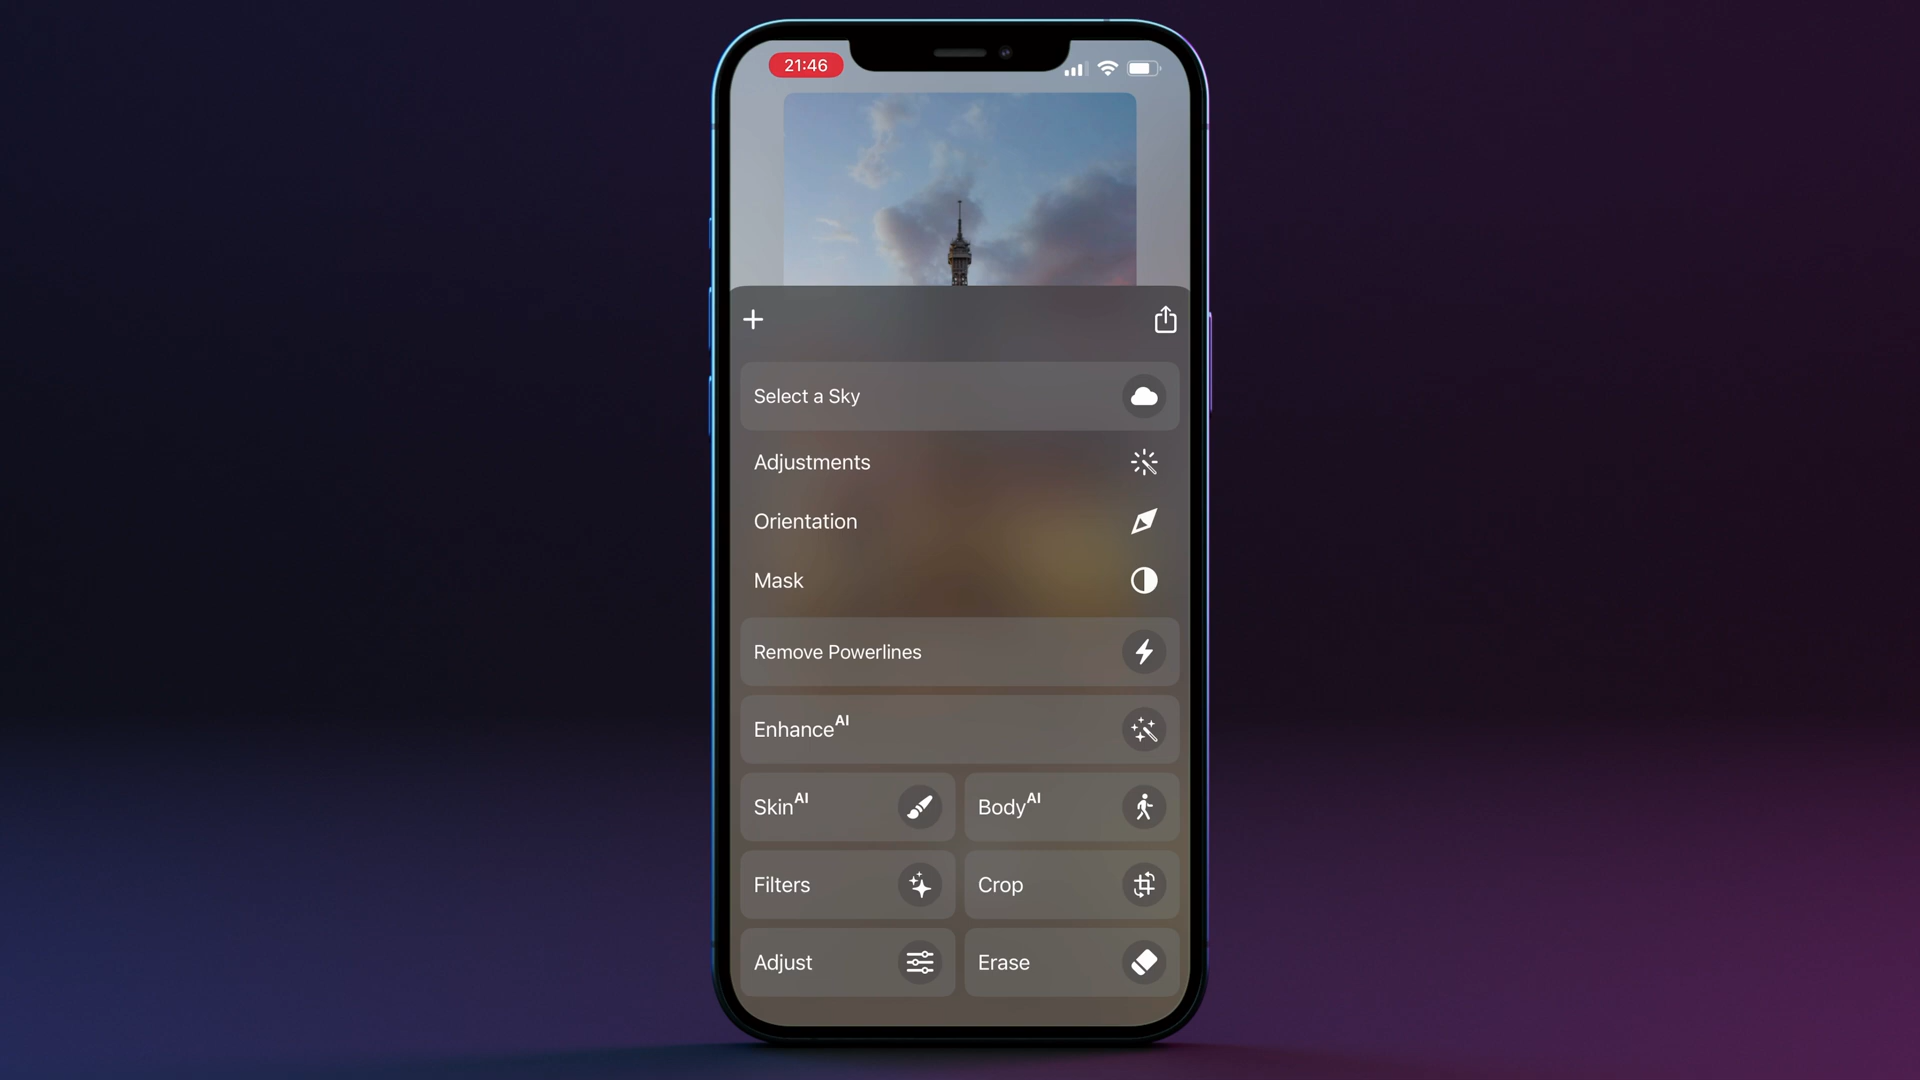 21:46
Select a Sky
Adjustments
Orientation
Mask
Remove Powerlines
EnhanceAI
SkinAI
BodyAI
Filters
Crop
Adjust
Erase